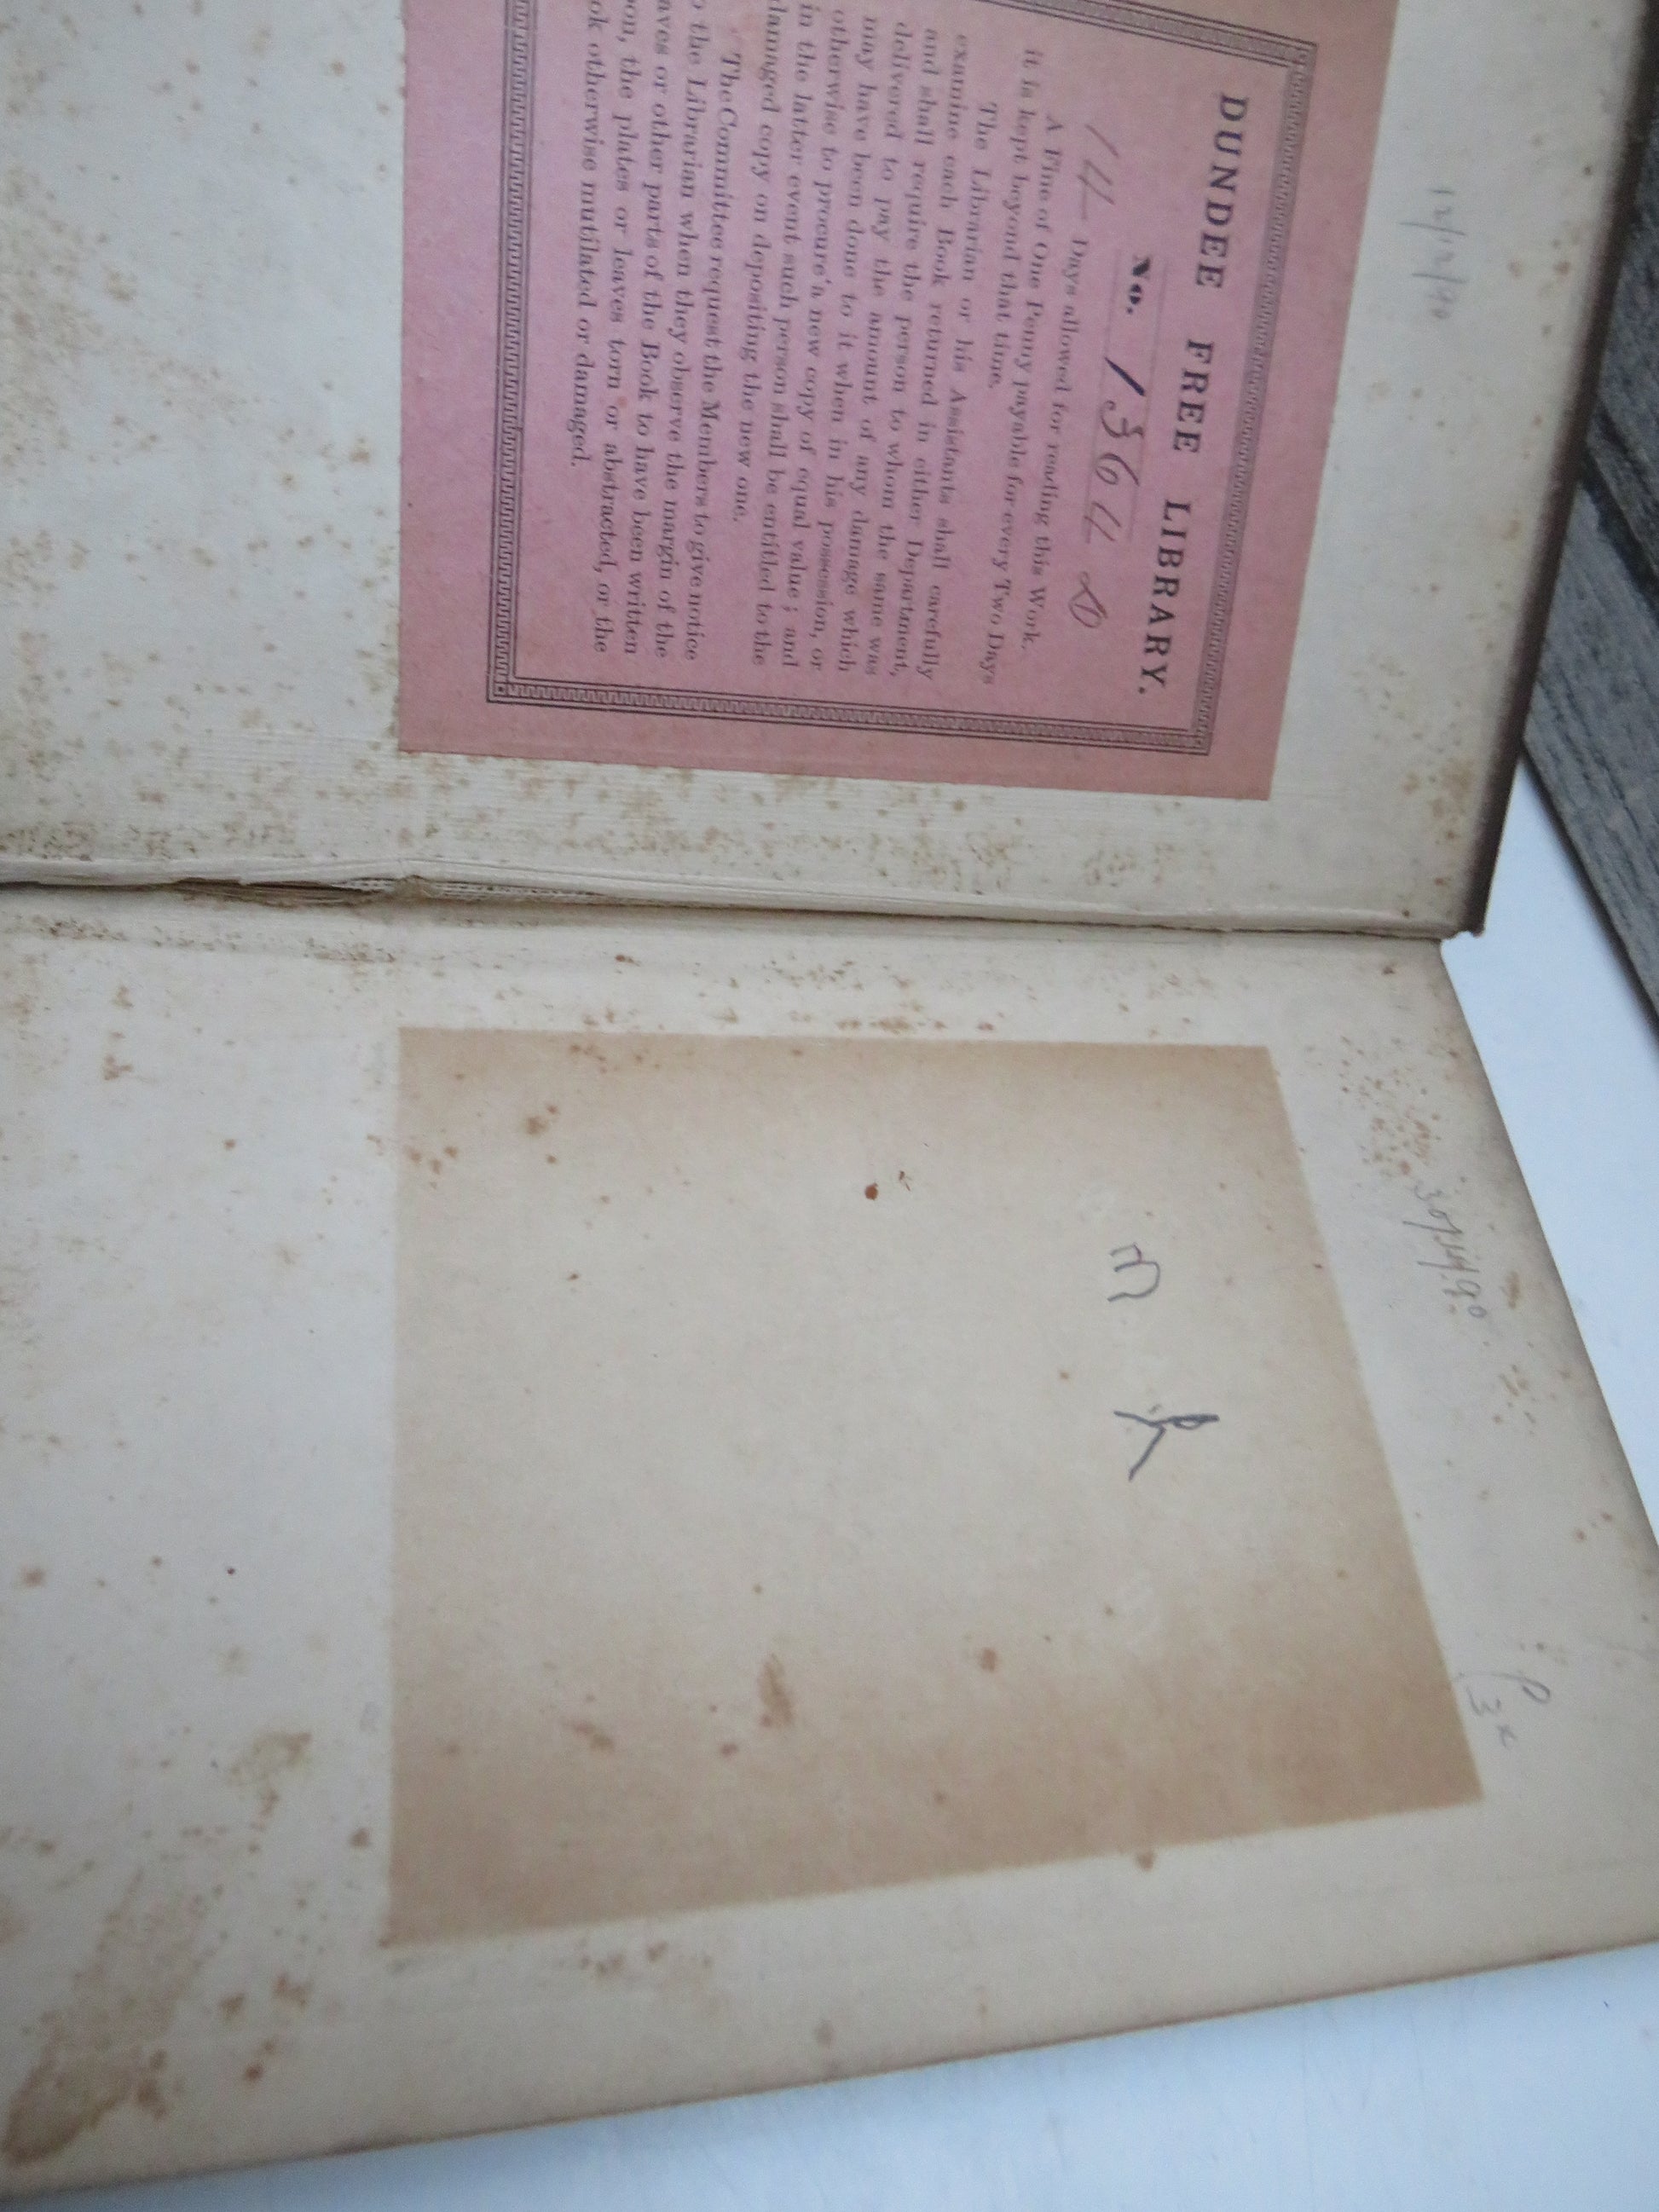 12/12/90
DUNDEE FREE LIBRARY.
No. 13644 D
14 Days allowed for reading this Work.
A Fine of One Penny payable for every Two Days
it is kept beyond that time.
The Librarian or his Assistants shall carefully
examine each Book returned in either Department,
and shall require the person to whom the same was
delivered to pay the amount of any damage which
may have been done to it when in his possession, or
otherwise to procure a new copy of equal value; and
in the latter event such person shall be entitled to the
damaged copy on depositing the new one.
The Committee request the Members to give notice
the Librarian when they observe the margin of the
or other parts of the Book to have been written
the plates or leaves torn or abstracted, or the
otherwise mutilated or damaged.
P
3x